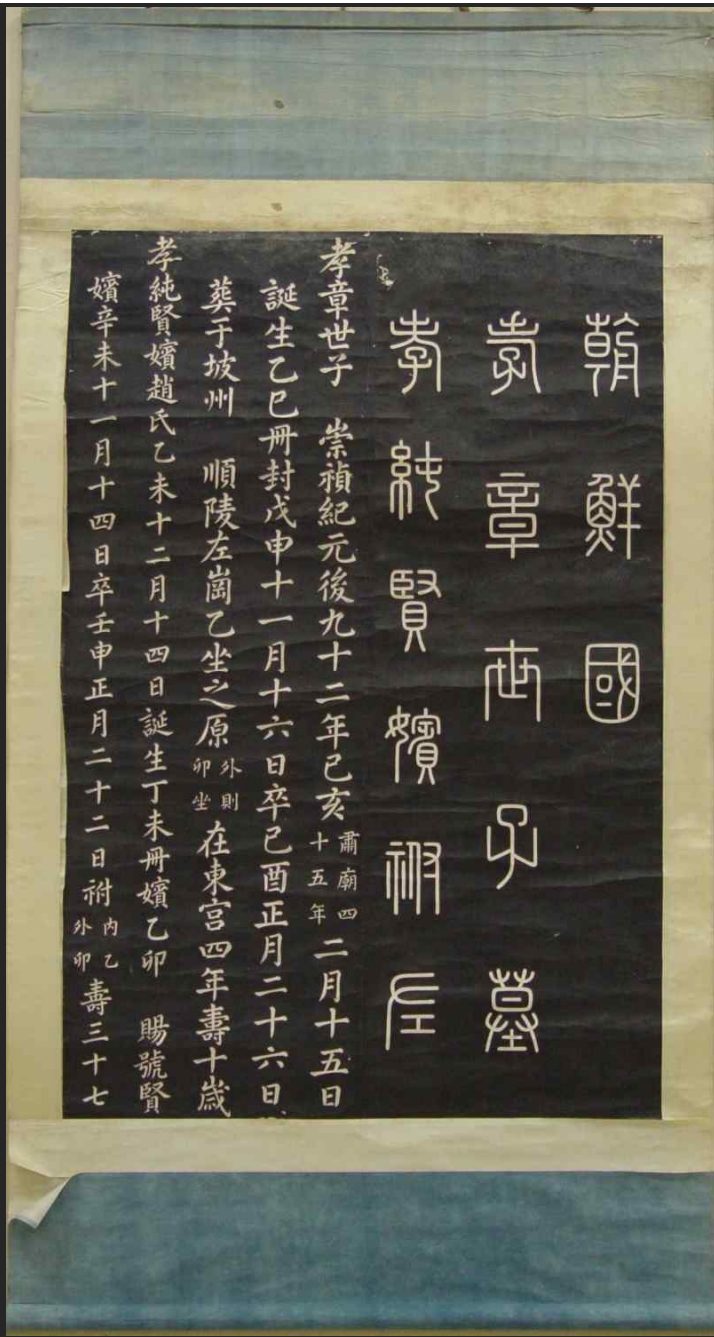 朝鮮國
孝章世子墓
孝純賢嬪祔左
孝章世子 崇禎紀元後九十二年己亥肅廟四十五年二月十五日
誕生乙巳冊封戊申十一月十六日卒己酉正月二十六日
葬于坡州 順陵左崗乙坐之原外則卯坐在東宮四年壽十歲
孝純賢嬪趙氏乙未十二月十四日誕生丁未冊嬪乙卯 賜號賢
嬪辛未十一月十四日卒壬申正月二十二日祔內乙外卯壽三十七